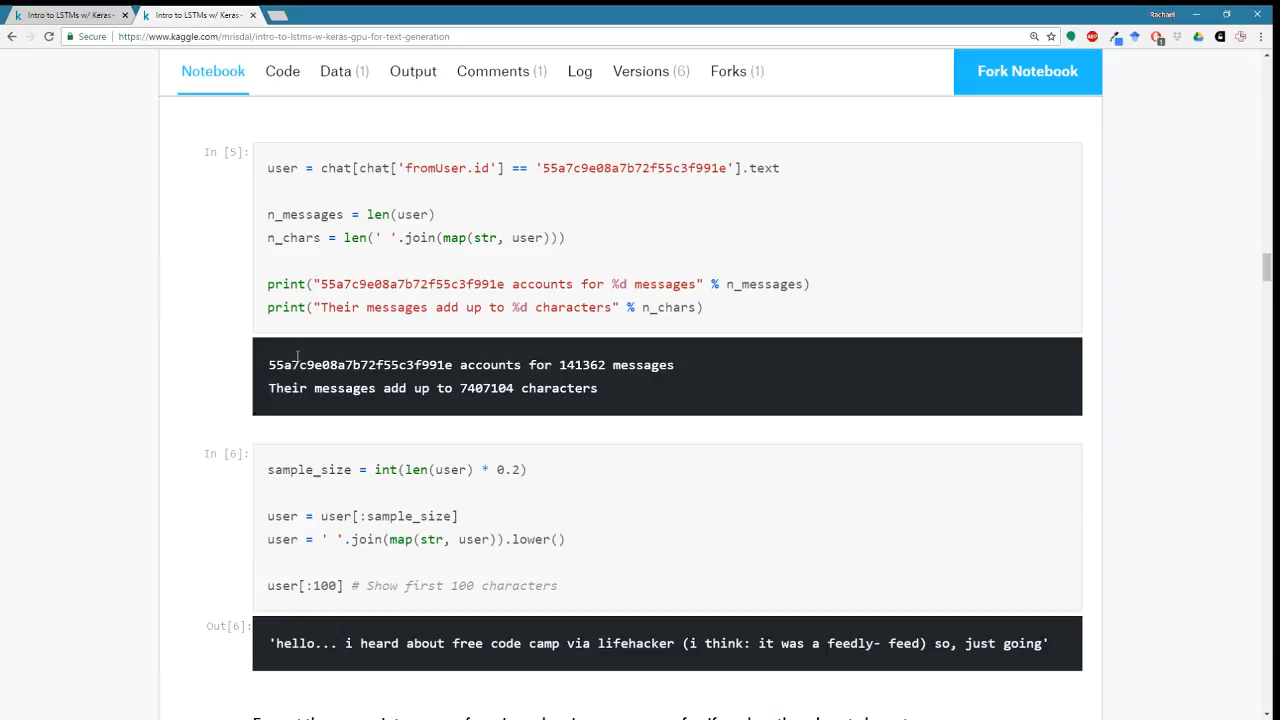 Intro to LSTMs w/ Keras- Intro to LSTMs w/ Keras- Rachael
Secure https://www.kaggle.com/mrisdal/intro-to-lstms-w-keras-gpu-for-text-generation
Notebook Code Data (1) Output Comments (1) Log Versions (6) Forks (1) Fork Notebook
In [5]:
user = chat[chat['fromUser.id'] == '55a7c9e08a7b72f55c3f991e'].text
n_messages = len(user)
n_chars = len(' '.join(map(str, user)))
print("55a7c9e08a7b72f55c3f991e accounts for %d messages" % n_messages)
print("Their messages add up to %d characters" % n_chars)
55a7c9e08a7b72f55c3f991e accounts for 141362 messages
Their messages add up to 7407104 characters
In [6]:
sample_size = int(len(user) * 0.2)
user = user[:sample_size]
user = ' '.join(map(str, user)).lower()
user[:100] # Show first 100 characters
Out[6]:
'hello... i heard about free code camp via lifehacker (i think: it was a feedly- feed) so, just going'